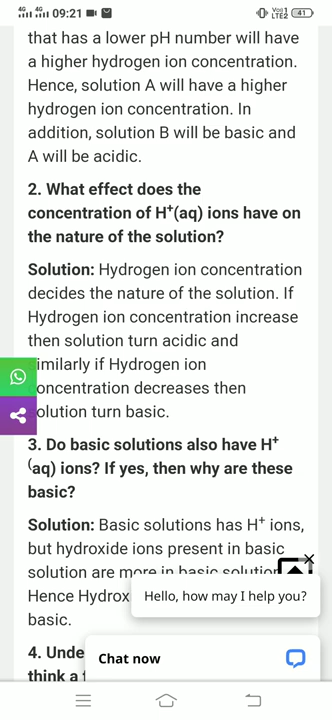 4G 4G 09:21 Vo)) 1 LTE2 41
that has a lower pH number will have
a higher hydrogen ion concentration.
Hence, solution A will have a higher
hydrogen ion concentration. In
addition, solution B will be basic and
A will be acidic.
2. What effect does the
concentration of H⁺(aq) ions have on
the nature of the solution?
Solution: Hydrogen ion concentration
decides the nature of the solution. If
Hydrogen ion concentration increase
then solution turn acidic and
similarly if Hydrogen ion
concentration decreases then
solution turn basic.
3. Do basic solutions also have H⁺
⁽aq) ions? If yes, then why are these
basic?
Solution: Basic solutions has H⁺ ions,
but hydroxide ions present in basic
solution are more in basic solution
Hence Hydrox
Hello, how may I help you?
basic.
4. Unde
Chat now
think a